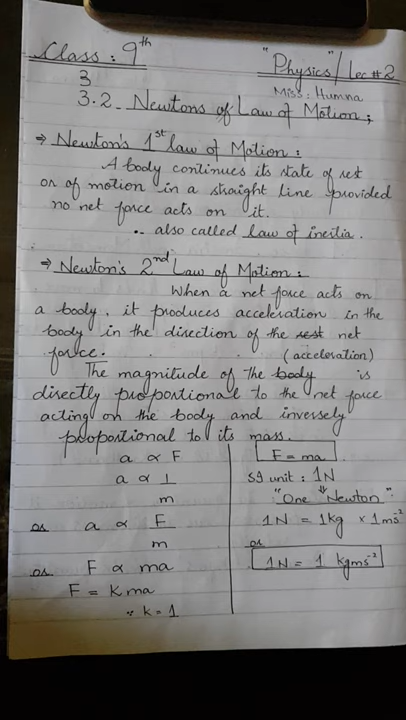 Class: 9th
"Physics" / Lec # 2
3
Miss: Humna
3.2 - Newtons of Law of Motion;
⇒ Newton's 1st law of Motion:
A body continues its state of rest
or of motion in a straight line provided
no net force acts on it.
∴ also called Law of inertia.
⇒ Newton's 2nd Law of Motion:
When a net force acts on
a body, it produces acceleration in the
body in the direction of the rest net
force.
(acceleration)
The magnitude of the body is
directly proportional to the net force
acting on the body and inversely
proportional to its mass.
a ∝ F
a ∝ 1
m
or a ∝ F
m
or F ∝ ma
F = Kma
∵ k = 1
F = ma
SI unit: 1N
"One Newton"
1N = 1kg × 1ms⁻²
or
1N = 1 kgms⁻²